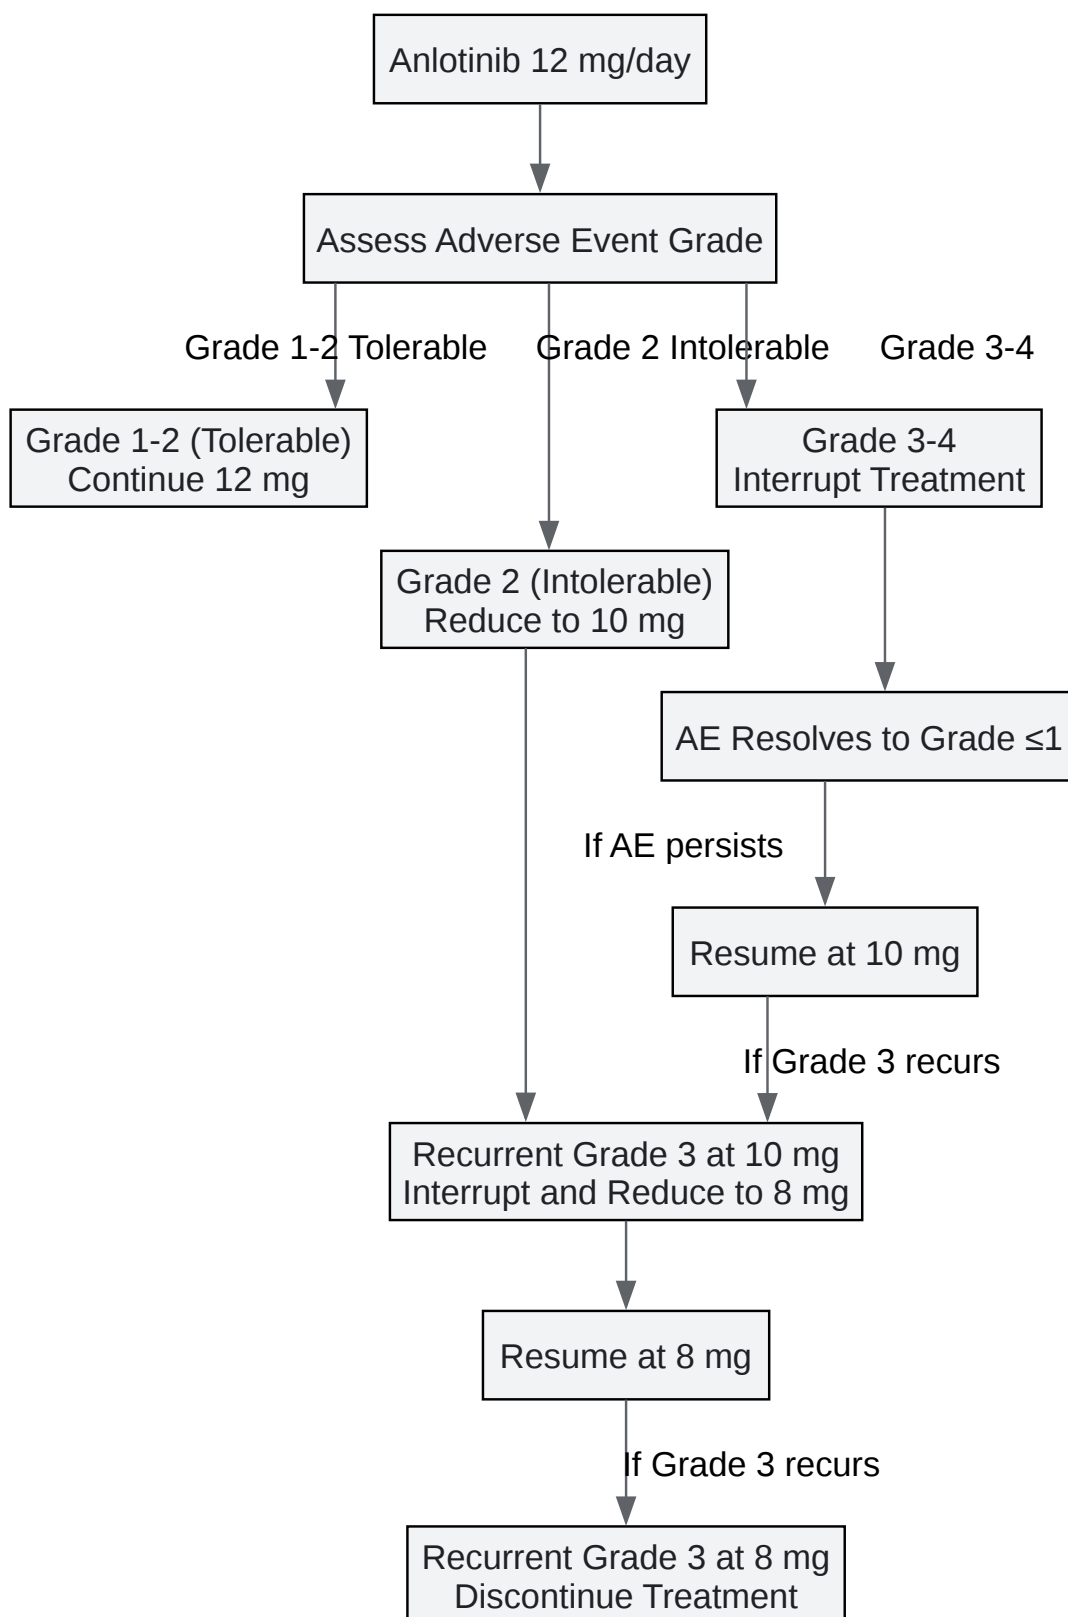 Anlotinib 12 mg/day
Assess Adverse Event Grade
Grade 1-2 Tolerable
Grade 2 Intolerable
Grade 3-4
Grade 1-2 (Tolerable)
Continue 12 mg
Grade 3-4
Interrupt Treatment
Grade 2 (Intolerable)
Reduce to 10 mg
AE Resolves to Grade ≤1
If AE persists
Resume at 10 mg
If Grade 3 recurs
Recurrent Grade 3 at 10 mg
Interrupt and Reduce to 8 mg
Resume at 8 mg
If Grade 3 recurs
Recurrent Grade 3 at 8 mg
Discontinue Treatment